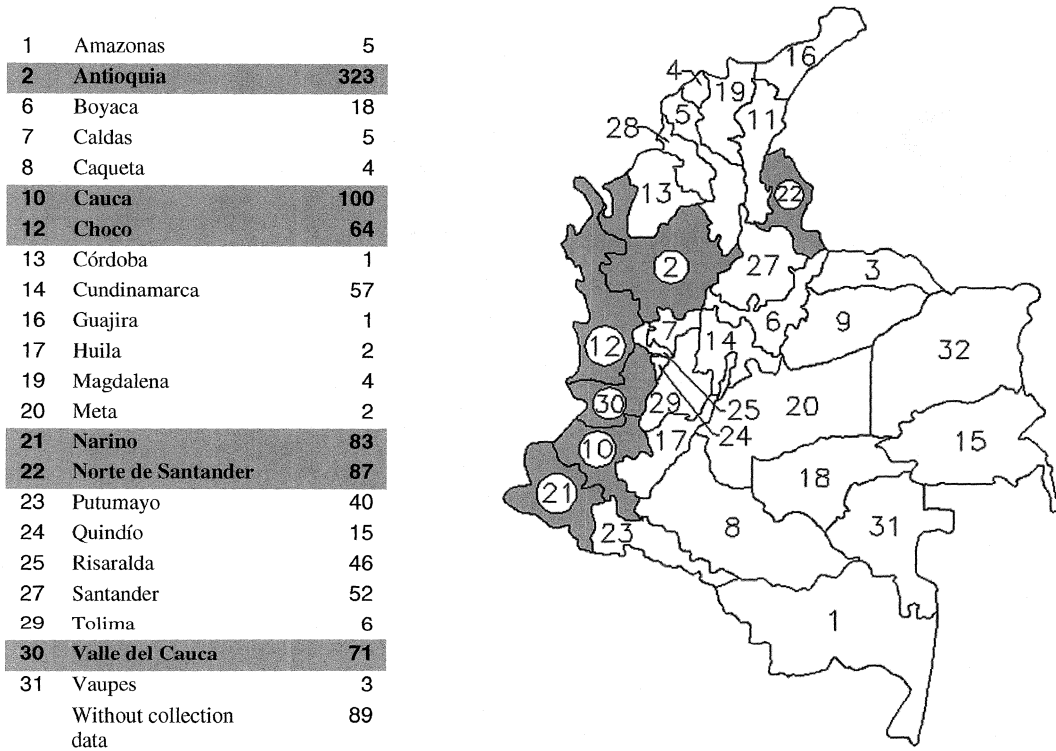 1 Amazonas 5
2 Antioquia 323
6 Boyaca 18
7 Caldas 5
8 Caqueta 4
10 Cauca 100
12 Choco 64
13 Córdoba 1
14 Cundinamarca 57
16 Guajira 1
17 Huila 2
19 Magdalena 4
20 Meta 2
21 Narino 83
22 Norte de Santander 87
23 Putumayo 40
24 Quindío 15
25 Risaralda 46
27 Santander 52
29 Tolima 6
30 Valle del Cauca 71
31 Vaupes 3
Without collection 89
data
16
4
19
5
11
28
13
22
2
27
3
6
9
7
14
12
32
30
29
25
20
24
10
17
15
18
21
31
23
8
1